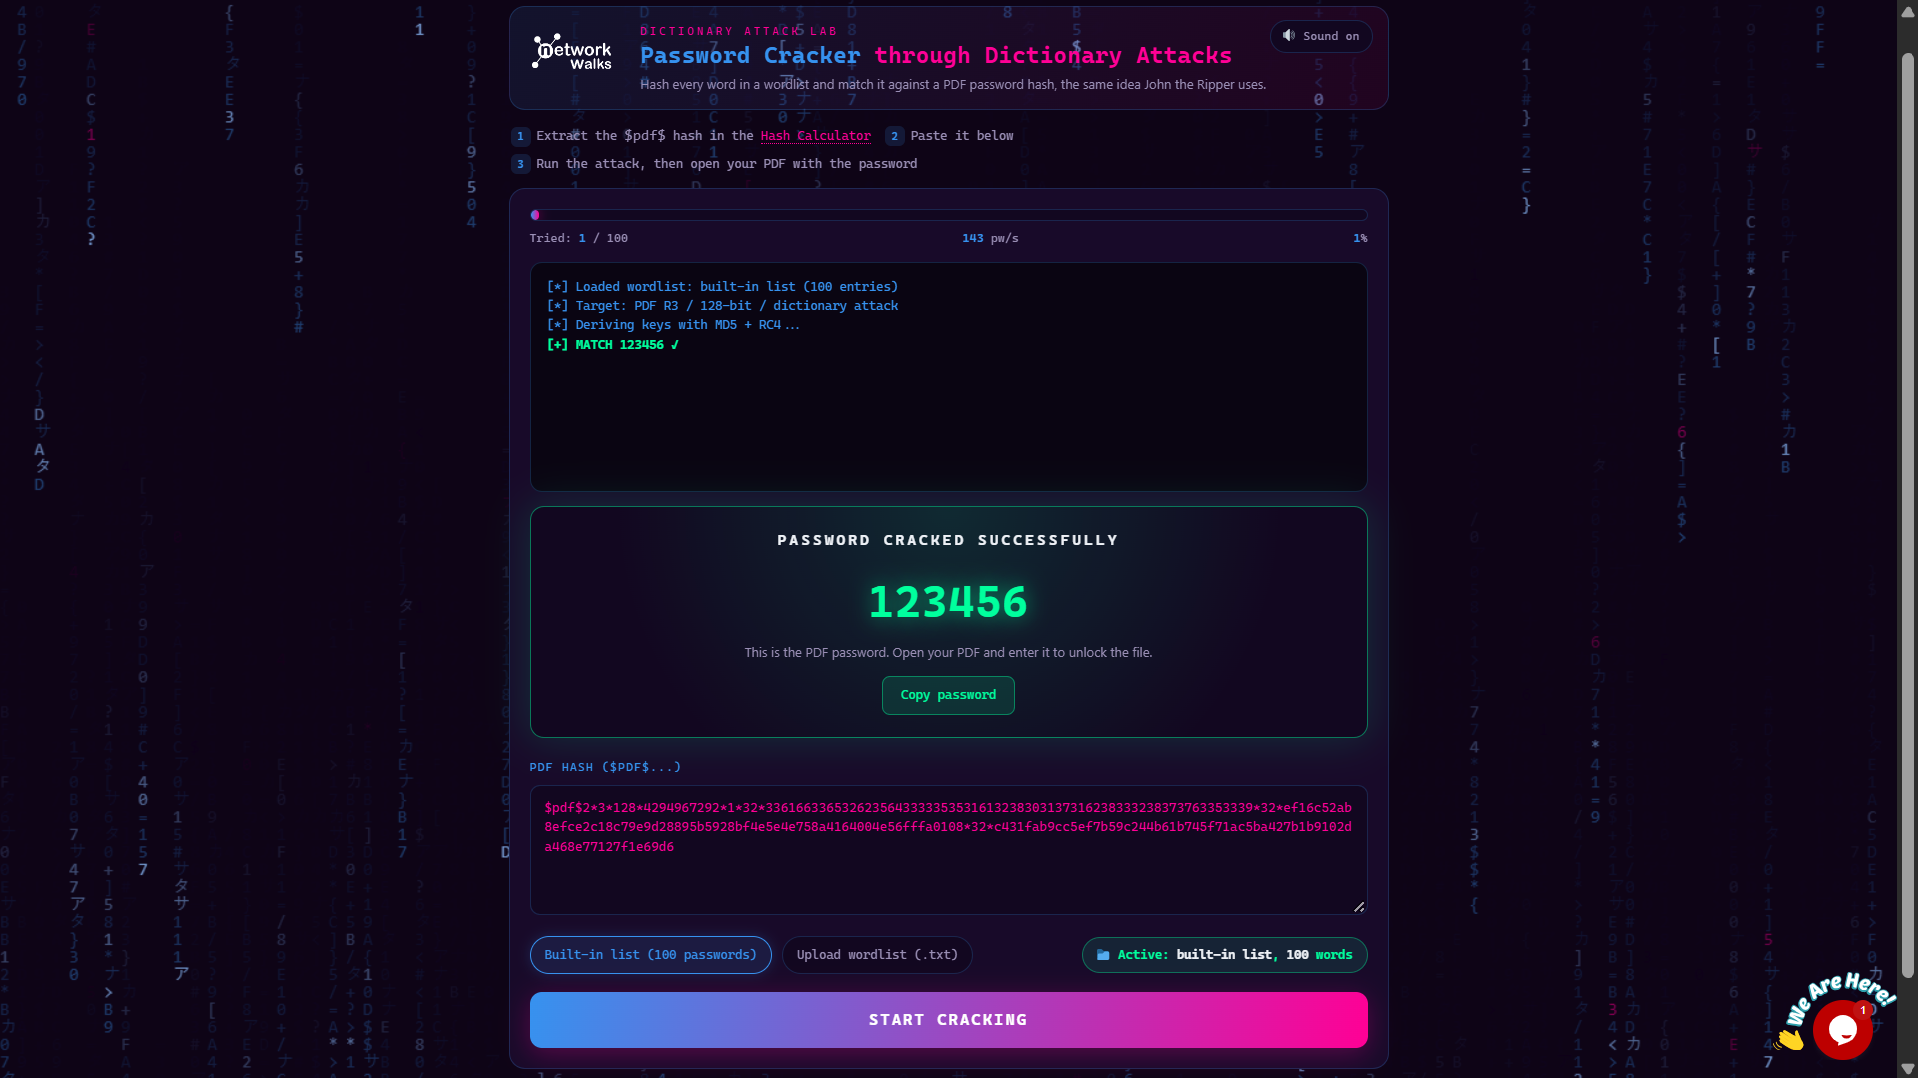 network
Walks
DICTIONARY ATTACK LAB
Password Cracker through Dictionary Attacks
Hash every word in a wordlist and match it against a PDF password hash, the same idea John the Ripper uses.
Sound on
1 Extract the $pdf$ hash in the Hash Calculator 2 Paste it below
3 Run the attack, then open your PDF with the password
Tried: 1 / 100 143 pw/s 1%
[*] Loaded wordlist: built-in list (100 entries)
[*] Target: PDF R3 / 128-bit / dictionary attack
[*] Deriving keys with MD5 + RC4...
[+] MATCH 123456 ✓
PASSWORD CRACKED SUCCESSFULLY
123456
This is the PDF password. Open your PDF and enter it to unlock the file.
Copy password
PDF HASH ($PDF$...)
$pdf$2*3*128*4294967292*1*32*33616633653262356433333535316132383031373162383332383737633533​39*32*ef16c52ab
8efce2c18c79e9d28895b5928bf4e5e4e758a4164004e56fffa0108*32*c431fab9cc5ef7b59c244b61b745f71ac5ba427b1b9102d
a468e77127f1e69d6
Built-in list (100 passwords) Upload wordlist (.txt) Active: built-in list, 100 words
START CRACKING
We Are Here!
1